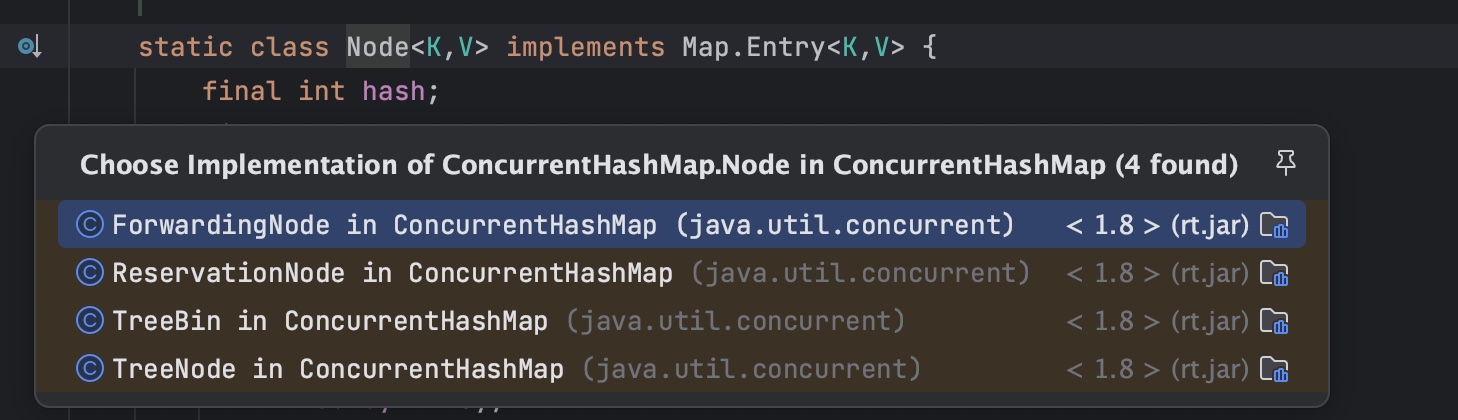 static class Node<K,V> implements Map.Entry<K,V> {
final int hash;
Choose Implementation of ConcurrentHashMap.Node in ConcurrentHashMap (4 found)
ForwardingNode in ConcurrentHashMap (java.util.concurrent) < 1.8 > (rt.jar)
ReservationNode in ConcurrentHashMap (java.util.concurrent) < 1.8 > (rt.jar)
TreeBin in ConcurrentHashMap (java.util.concurrent) < 1.8 > (rt.jar)
TreeNode in ConcurrentHashMap (java.util.concurrent) < 1.8 > (rt.jar)